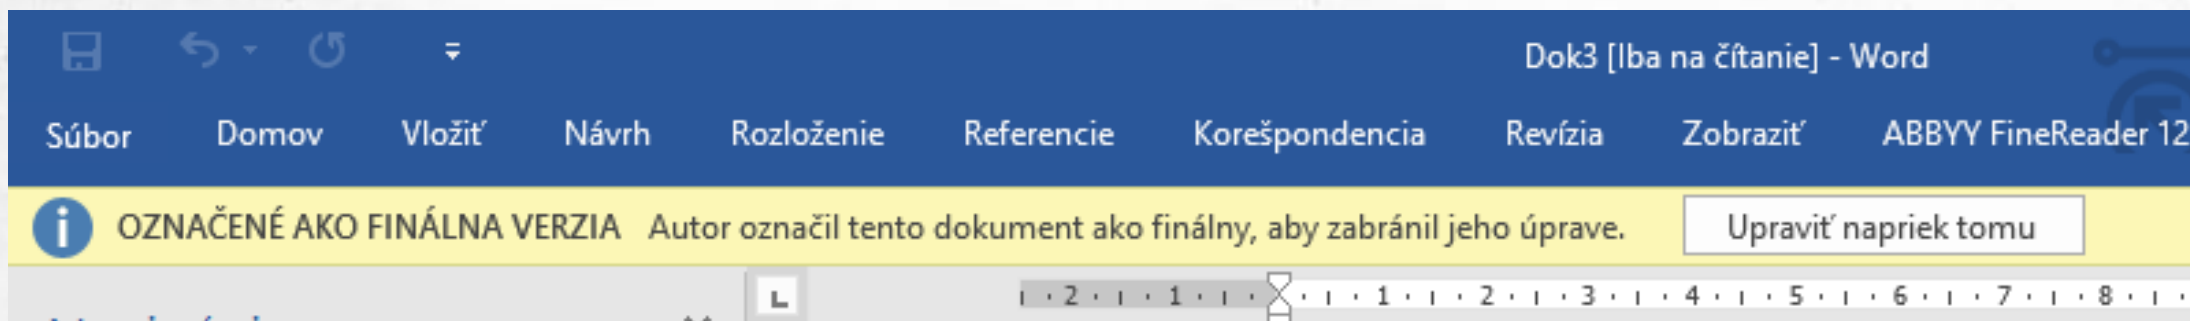 Dok3 [Iba na čítanie] - Word
Súbor Domov Vložiť Návrh Rozloženie Referencie Korešpondencia Revízia Zobraziť ABBYY FineReader 12
OZNAČENÉ AKO FINÁLNA VERZIA Autor označil tento dokument ako finálny, aby zabránil jeho úprave. Upraviť napriek tomu
2 1 1 2 3 4 5 6 7 8